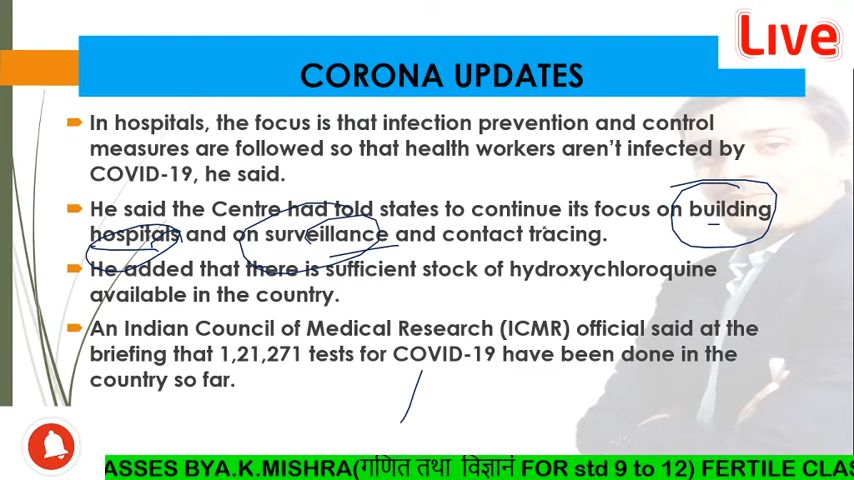 Live
CORONA UPDATES
In hospitals, the focus is that infection prevention and control
measures are followed so that health workers aren't infected by
COVID-19, he said.
He said the Centre had told states to continue its focus on building
hospitals and on surveillance and contact tracing.
He added that there is sufficient stock of hydroxychloroquine
available in the country.
An Indian Council of Medical Research (ICMR) official said at the
briefing that 1,21,271 tests for COVID-19 have been done in the
country so far.
ASSES BYA.K.MISHRA(गणित तथा विज्ञानं FOR std 9 to 12) FERTILE CLAS